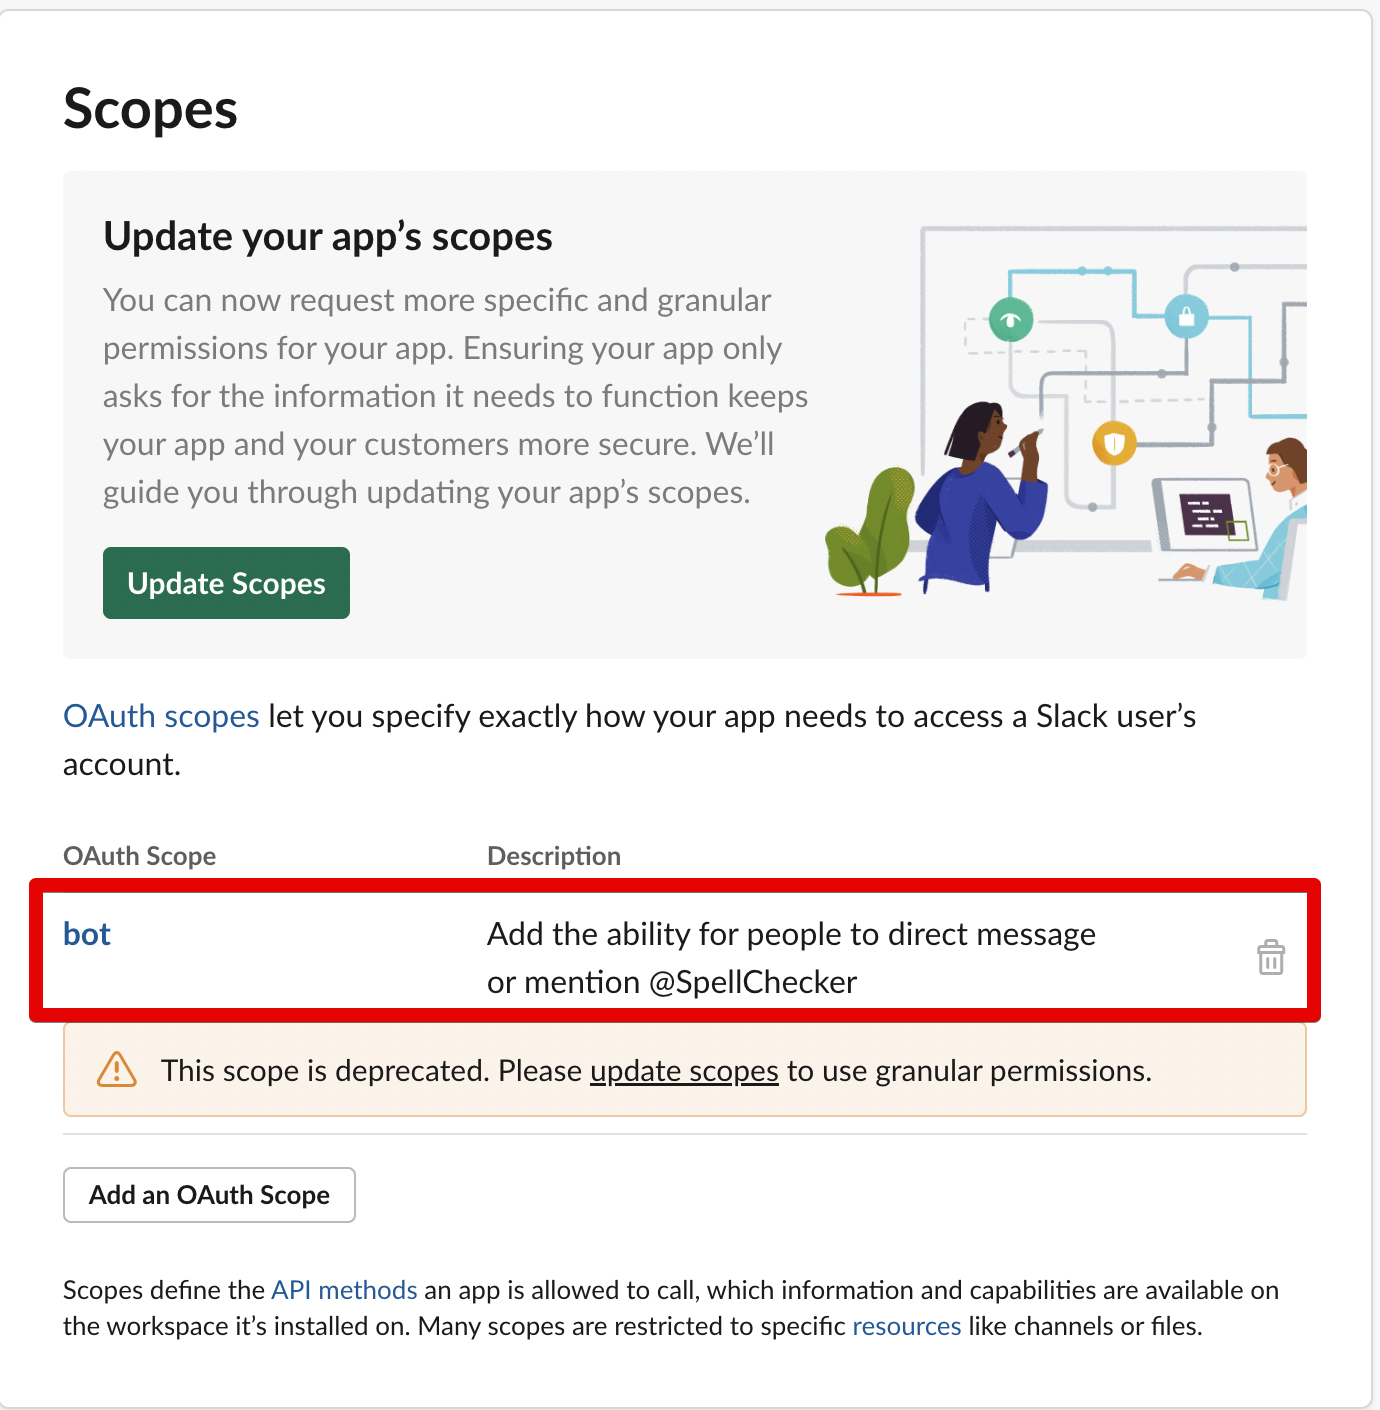 Scopes
Update your app’s scopes
You can now request more specific and granular
permissions for your app. Ensuring your app only
asks for the information it needs to function keeps
your app and your customers more secure. We’ll
guide you through updating your app’s scopes.
Update Scopes
OAuth scopes let you specify exactly how your app needs to access a Slack user’s
account.
OAuth Scope Description
bot Add the ability for people to direct message
or mention @SpellChecker
This scope is deprecated. Please update scopes to use granular permissions.
Add an OAuth Scope
Scopes define the API methods an app is allowed to call, which information and capabilities are available on
the workspace it’s installed on. Many scopes are restricted to specific resources like channels or files.